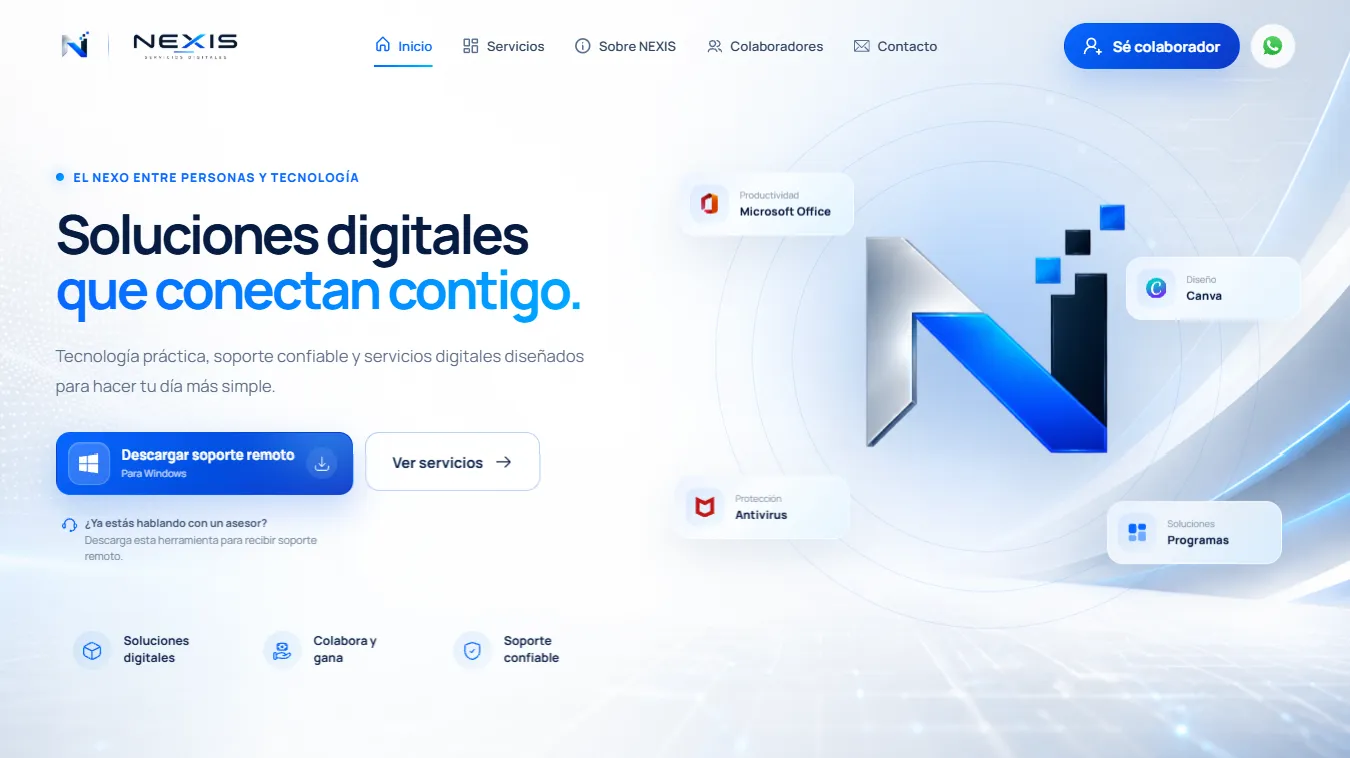 NEXIS
SERVICIOS DIGITALES
Inicio
Servicios
Sobre NEXIS
Colaboradores
Contacto
Sé colaborador
EL NEXO ENTRE PERSONAS Y TECNOLOGÍA
Soluciones digitales
que conectan contigo.
Tecnología práctica, soporte confiable y servicios digitales diseñados
para hacer tu día más simple.
Descargar soporte remoto
Para Windows
Ver servicios
¿Ya estás hablando con un asesor?
Descarga esta herramienta para recibir soporte
remoto.
Soluciones
digitales
Colabora y
gana
Soporte
confiable
Productividad
Microsoft Office
Diseño
Canva
Protección
Antivirus
Soluciones
Programas